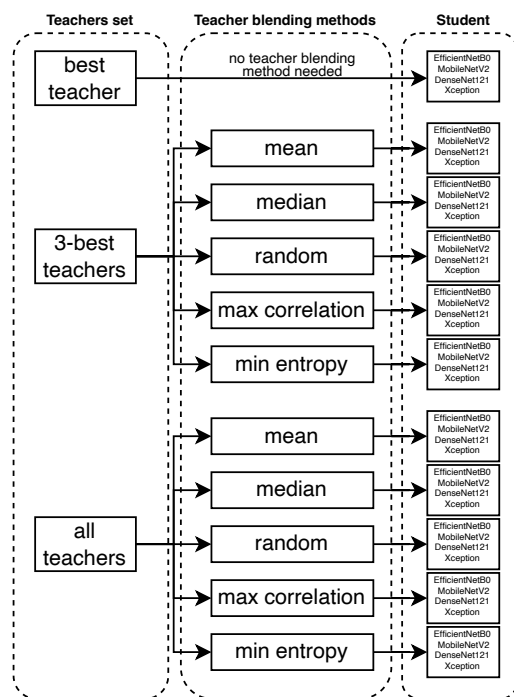 Teachers set
Teacher blending methods
Student
best
teacher
no teacher blending
method needed
EfficientNetB0
MobileNetV2
DenseNet121
Xception
3-best
teachers
mean
EfficientNetB0
MobileNetV2
DenseNet121
Xception
median
EfficientNetB0
MobileNetV2
DenseNet121
Xception
random
EfficientNetB0
MobileNetV2
DenseNet121
Xception
max correlation
EfficientNetB0
MobileNetV2
DenseNet121
Xception
min entropy
EfficientNetB0
MobileNetV2
DenseNet121
Xception
all
teachers
mean
EfficientNetB0
MobileNetV2
DenseNet121
Xception
median
EfficientNetB0
MobileNetV2
DenseNet121
Xception
random
EfficientNetB0
MobileNetV2
DenseNet121
Xception
max correlation
EfficientNetB0
MobileNetV2
DenseNet121
Xception
min entropy
EfficientNetB0
MobileNetV2
DenseNet121
Xception